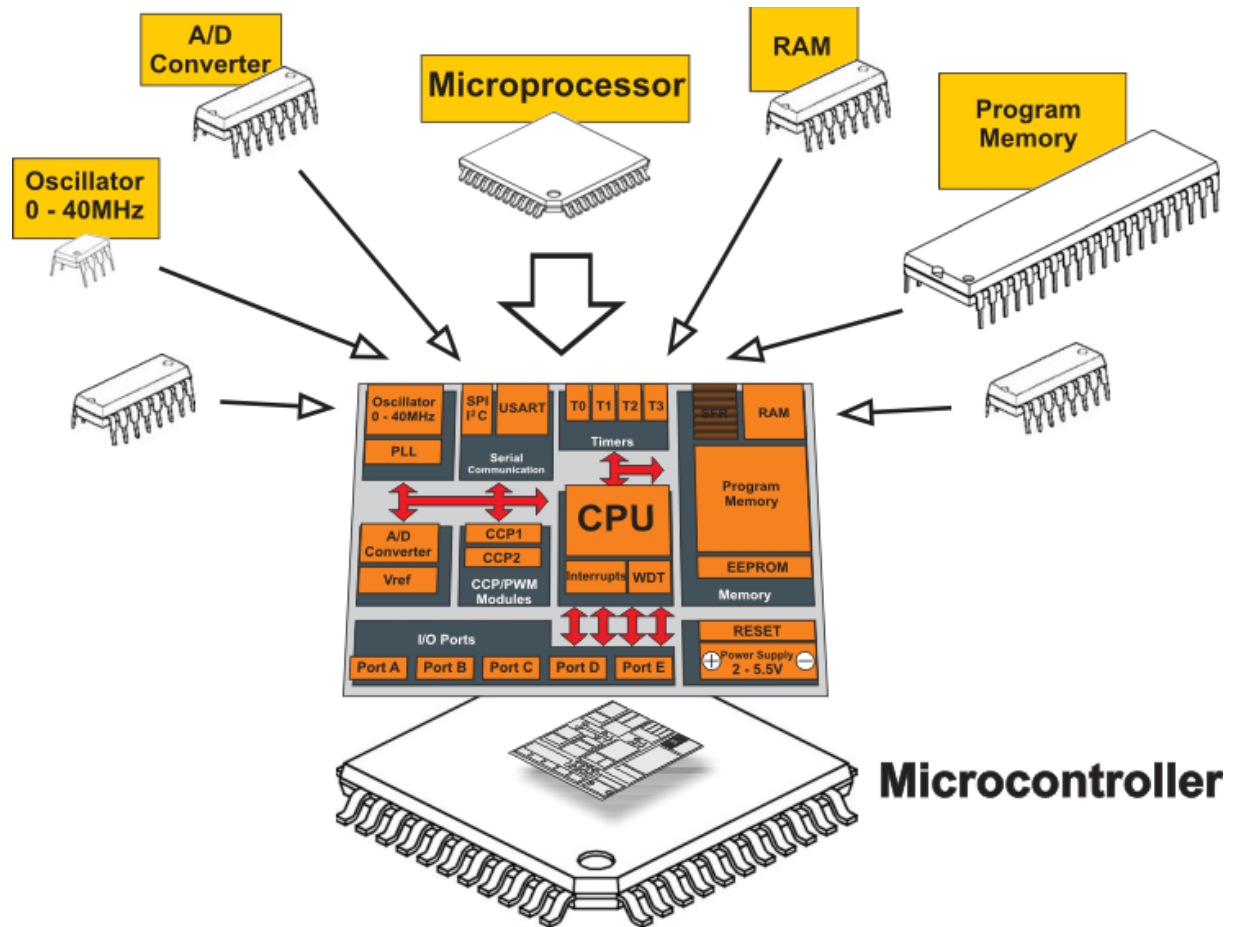 A/D
Converter
Microprocessor
RAM
Program
Memory
Oscillator
0 - 40MHz
Oscillator
0 - 40MHz
PLL
SPI
I²C
USART
Serial
Communication
T0 T1 T2 T3
Timers
SFR
RAM
Program
Memory
EEPROM
Memory
A/D
Converter
Vref
CCP1
CCP2
CCP/PWM
Modules
CPU
Interrupts WDT
I/O Ports
Port A Port B Port C Port D Port E
RESET
+ Power Supply −
2 - 5.5V
Microcontroller